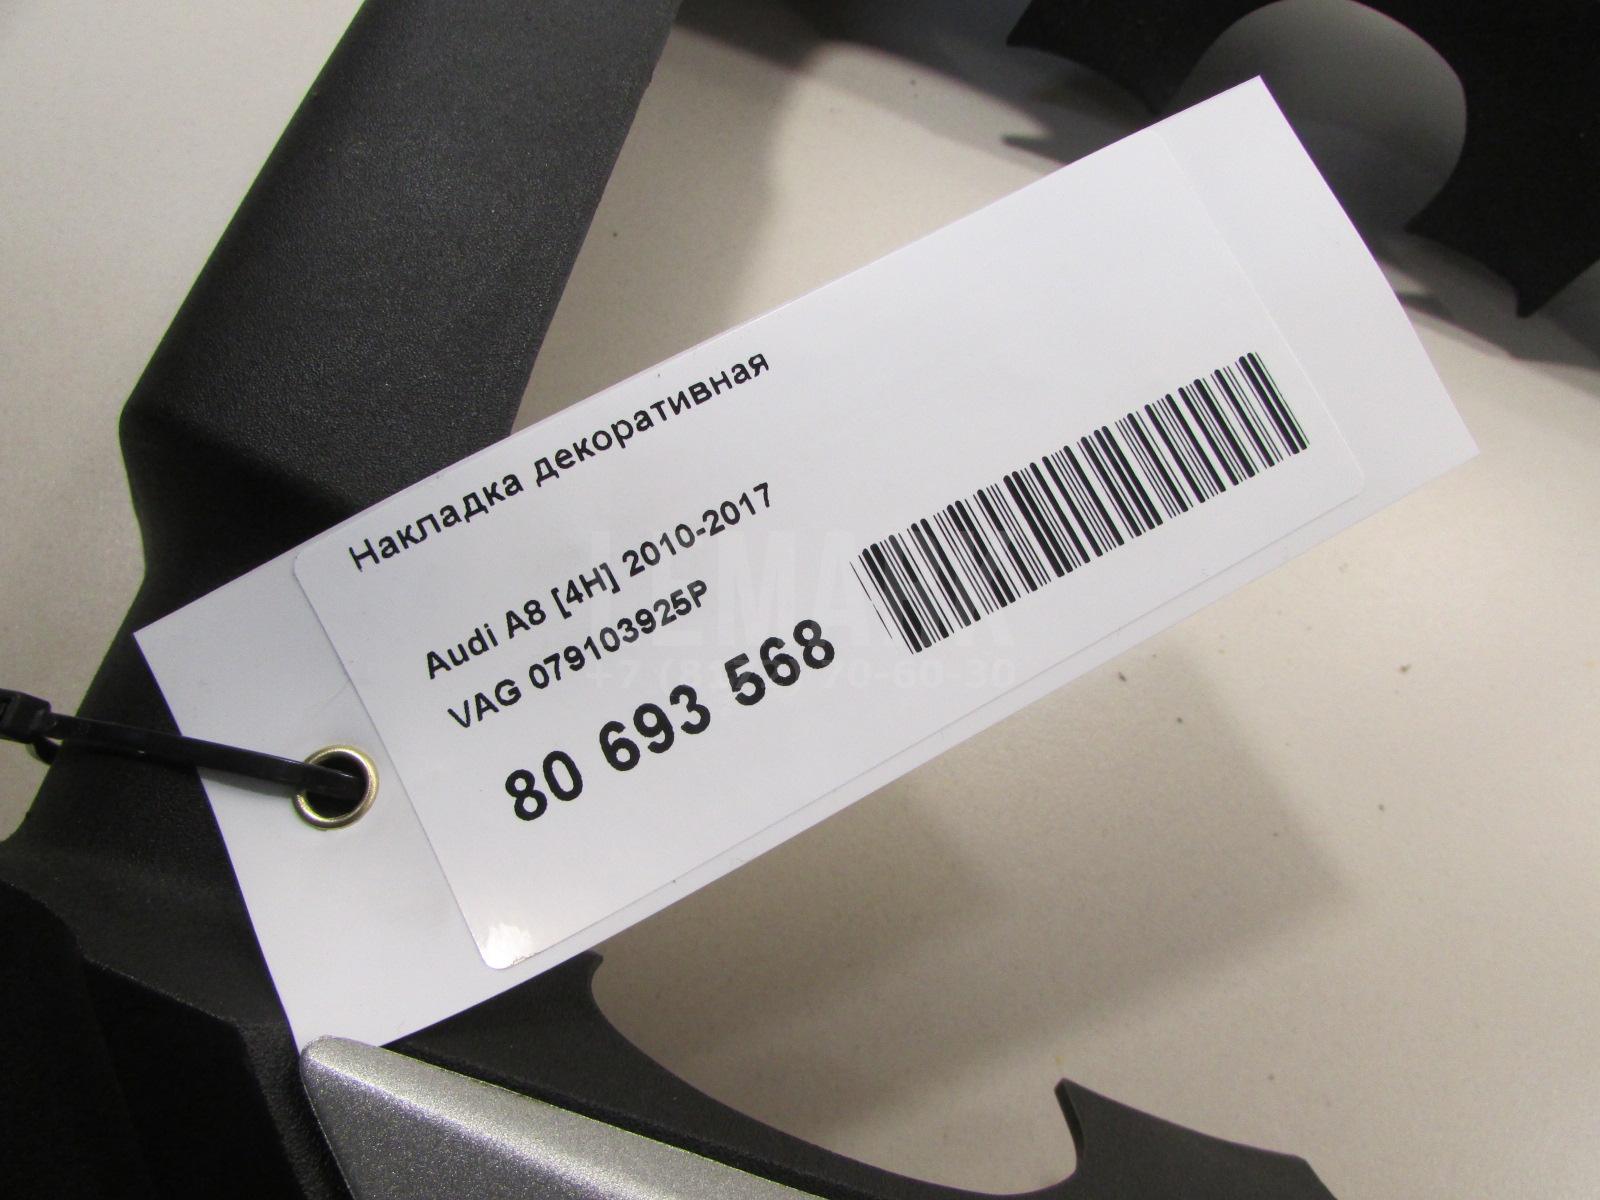 Накладка декоративная
Audi A8 [4H] 2010-2017
VAG 079103925P
80 693 568